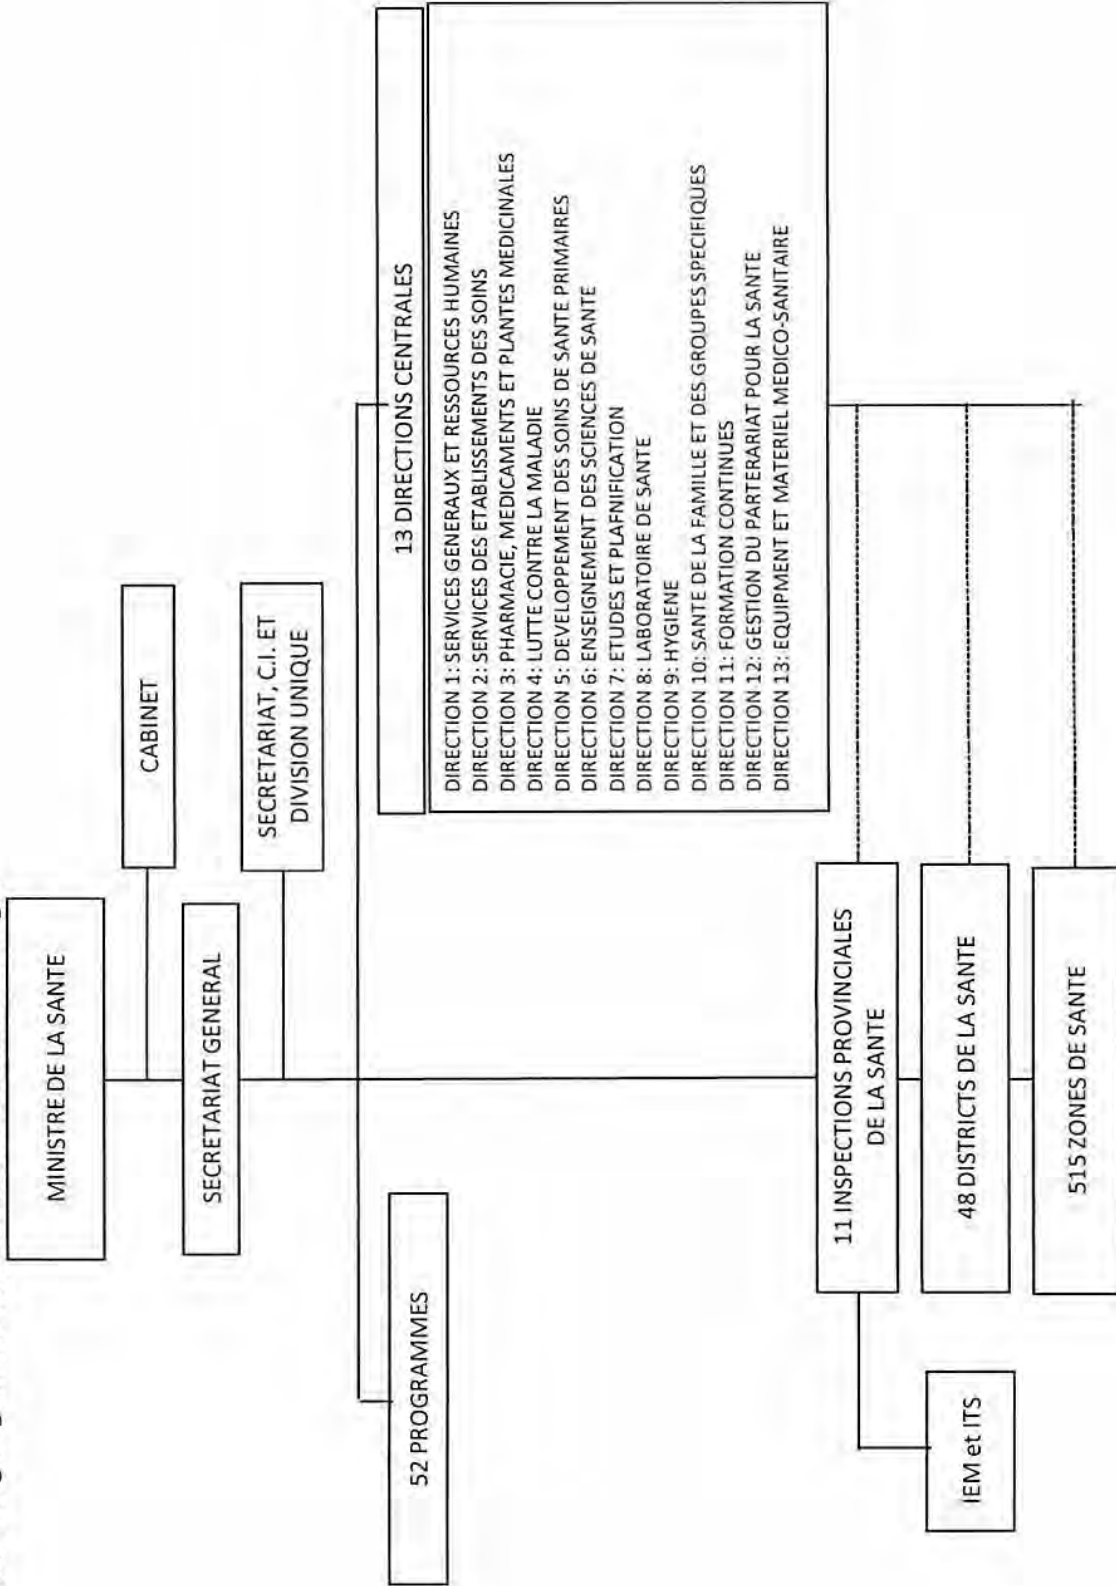 MINISTRE DE LA SANTE
CABINET
SECRETARIAT GENERAL
SECRETARIAT, C.I. ET
DIVISION UNIQUE
52 PROGRAMMES
13 DIRECTIONS CENTRALES
DIRECTION 1: SERVICES GENERAUX ET RESSOURCES HUMAINES
DIRECTION 2: SERVICES DES ETABLISSEMENTS DES SOINS
DIRECTION 3: PHARMACIE, MEDICAMENTS ET PLANTES MEDICINALES
DIRECTION 4: LUTTE CONTRE LA MALADIE
DIRECTION 5: DEVELOPPEMENT DES SOINS DE SANTE PRIMAIRES
DIRECTION 6: ENSEIGNEMENT DES SCIENCES DE SANTE
DIRECTION 7: ETUDES ET PLAFNIFICATION
DIRECTION 8: LABORATOIRE DE SANTE
DIRECTION 9: HYGIENE
DIRECTION 10: SANTE DE LA FAMILLE ET DES GROUPES SPECIFIQUES
DIRECTION 11: FORMATION CONTINUES
DIRECTION 12: GESTION DU PARTERARIAT POUR LA SANTE
DIRECTION 13: EQUIPMENT ET MATERIEL MEDICO-SANITAIRE
11 INSPECTIONS PROVINCIALES
DE LA SANTE
48 DISTRICTS DE LA SANTE
IEM et ITS
515 ZONES DE SANTE